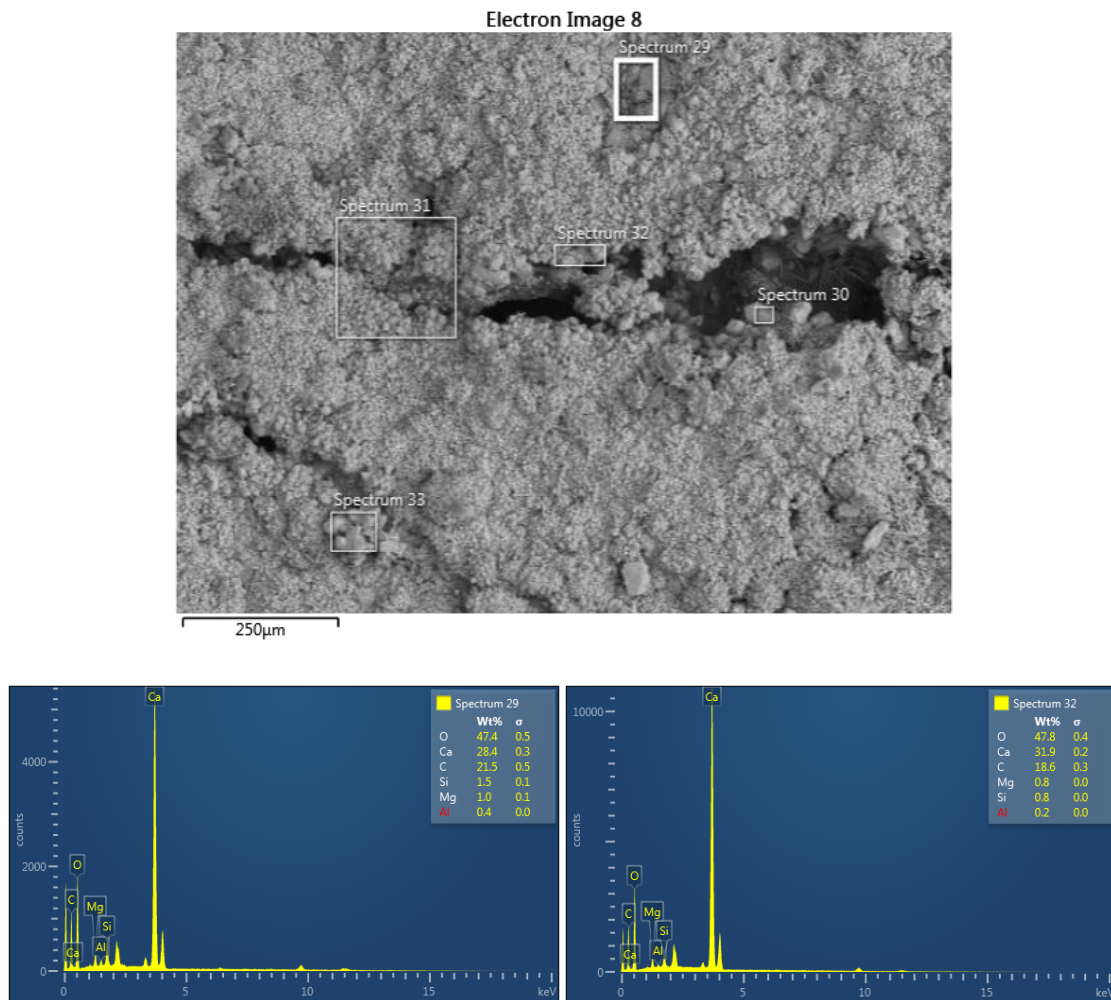 Electron Image 8
Spectrum 29
Spectrum 31
Spectrum 32
Spectrum 30
Spectrum 33
250µm
Ca
Spectrum 29
Wt% σ
O 47.4 0.5
Ca 28.4 0.3
C 21.5 0.5
Si 1.5 0.1
Mg 1.0 0.1
Al 0.4 0.0
4000
counts
2000
O
C
Mg
Si
Ca
Al
0
0 5 10 15 keV
Ca
Spectrum 32
Wt% σ
O 47.8 0.4
Ca 31.9 0.2
C 18.6 0.3
Mg 0.8 0.0
Si 0.8 0.0
Al 0.2 0.0
10000
counts
O
C
Mg
Si
Ca
Al
0
0 5 10 15 keV